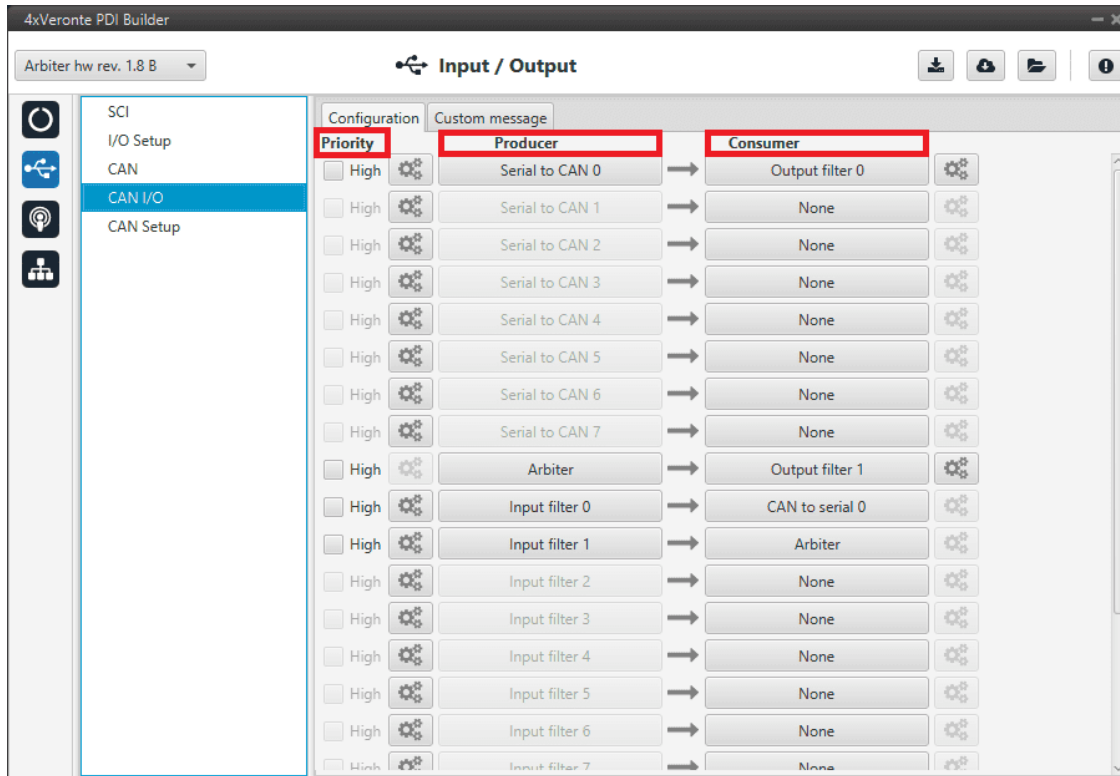 4xVeronte PDI Builder
Arbiter hw rev. 1.8 B
Input / Output
SCI
I/O Setup
CAN
CAN I/O
CAN Setup
Configuration Custom message
Priority Producer Consumer
High Serial to CAN 0 Output filter 0
High Serial to CAN 1 None
High Serial to CAN 2 None
High Serial to CAN 3 None
High Serial to CAN 4 None
High Serial to CAN 5 None
High Serial to CAN 6 None
High Serial to CAN 7 None
High Arbiter Output filter 1
High Input filter 0 CAN to serial 0
High Input filter 1 Arbiter
High Input filter 2 None
High Input filter 3 None
High Input filter 4 None
High Input filter 5 None
High Input filter 6 None
High Input filter 7 None